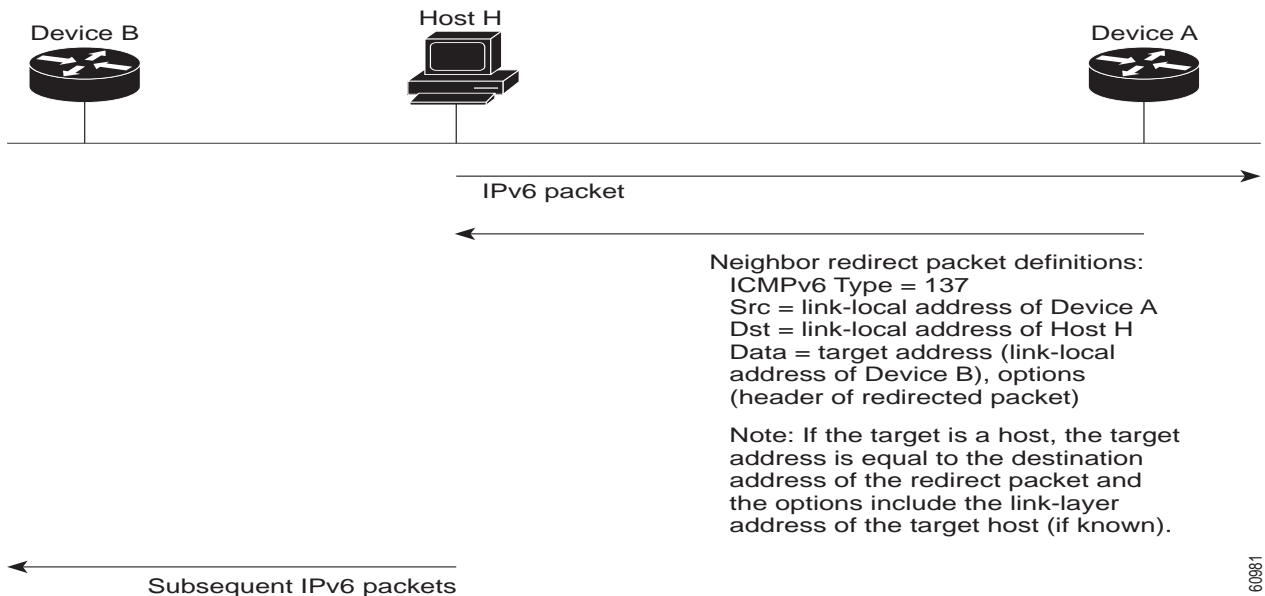 Device B
Host H
Device A
IPv6 packet
Neighbor redirect packet definitions:
ICMPv6 Type = 137
Src = link-local address of Device A
Dst = link-local address of Host H
Data = target address (link-local
address of Device B), options
(header of redirected packet)
Note: If the target is a host, the target
address is equal to the destination
address of the redirect packet and
the options include the link-layer
address of the target host (if known).
Subsequent IPv6 packets
60981